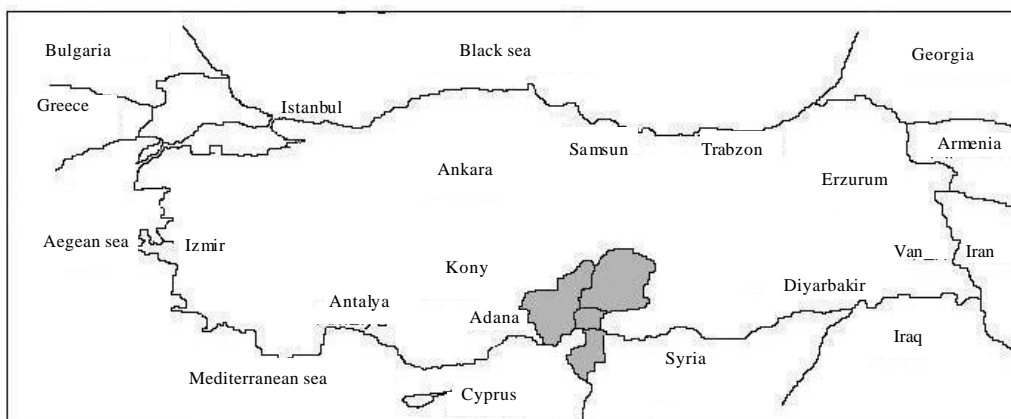 Black sea
Bulgaria
Georgia
Greece
Istanbul
Samsun
Trabzon
Armenia
Ankara
Erzurum
Aegean sea
Izmir
Van
Iran
Kony
Diyarbakir
Antalya
Adana
Iraq
Syria
Mediterranean sea
Cyprus